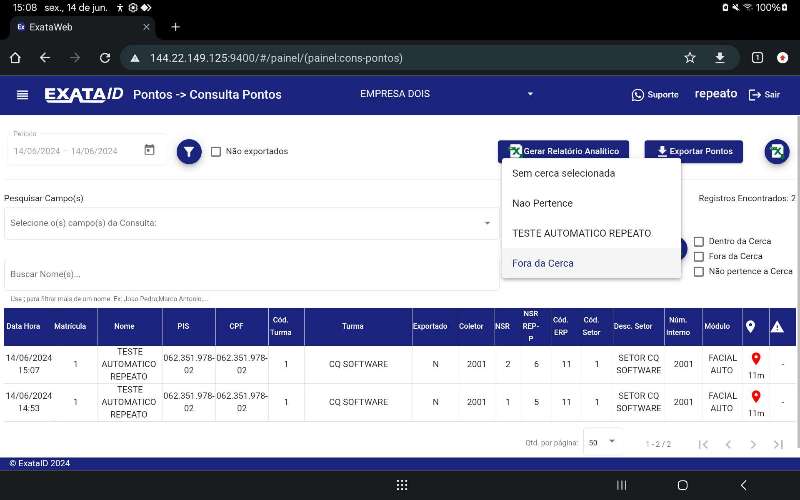 15:08 sex., 14 de jun.
100%
ExataWeb
144.22.149.125:9400/#/painel/(painel:cons-pontos)
1
EXATA ID Pontos -> Consulta Pontos
EMPRESA DOIS
Suporte
repeato
Sair
Período
14/06/2024 – 14/06/2024
Não exportados
Gerar Relatório Analítico
Exportar Pontos
Sem cerca selecionada
Nao Pertence
TESTE AUTOMATICO REPEATO
Fora da Cerca
Pesquisar Campo(s)
Registros Encontrados: 2
Selecione o(s) campo(s) da Consulta:
Dentro da Cerca
Fora da Cerca
Não pertence a Cerca
Buscar Nome(s)...
Use ; para filtrar mais de um nome. Ex: Joao Pedro;Marco Antonio;...
Data Hora Matrícula Nome PIS CPF Cód. Turma Turma Exportado Coletor NSR NSR REP-P Cód. ERP Cód. Setor Desc. Setor Núm. Interno Módulo
14/06/2024 15:07 1 TESTE AUTOMATICO REPEATO 062.351.978-02 062.351.978-02 1 CQ SOFTWARE N 2001 2 6 11 1 SETOR CQ SOFTWARE 2001 FACIAL AUTO 11m -
14/06/2024 14:53 1 TESTE AUTOMATICO REPEATO 062.351.978-02 062.351.978-02 1 CQ SOFTWARE N 2001 1 5 11 1 SETOR CQ SOFTWARE 2001 FACIAL AUTO 11m -
Qtd. por página: 50 1 - 2 / 2
© ExataID 2024